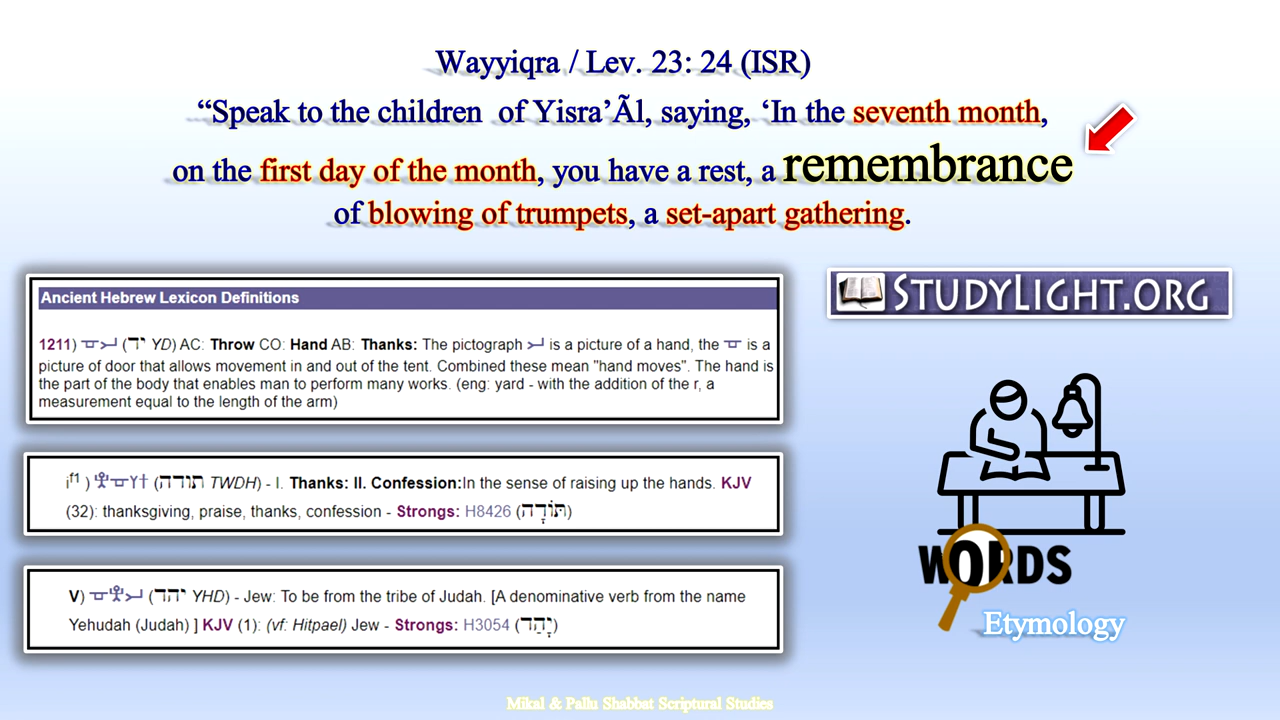 Wayyiqra / Lev. 23: 24 (ISR)
“Speak to the children of Yisra’Ãl, saying, ‘In the seventh month,
on the first day of the month, you have a rest, a remembrance
of blowing of trumpets, a set-apart gathering.
Ancient Hebrew Lexicon Definitions
1211) (יד YD) AC: Throw CO: Hand AB: Thanks: The pictograph is a picture of a hand, the is a
picture of door that allows movement in and out of the tent. Combined these mean "hand moves". The hand is
the part of the body that enables man to perform many works. (eng: yard - with the addition of the r, a
measurement equal to the length of the arm)
STUDYLIGHT.ORG
if1 ) (תודה TWDH) - I. Thanks: II. Confession:In the sense of raising up the hands. KJV
(32): thanksgiving, praise, thanks, confession - Strongs: H8426 (תּוֹדָה)
V) (יהד YHD) - Jew: To be from the tribe of Judah. [A denominative verb from the name
Yehudah (Judah) ] KJV (1): (vf: Hitpael) Jew - Strongs: H3054 (יָהַד)
WORDS
Etymology
Mikal & Pallu Shabbat Scriptural Studies